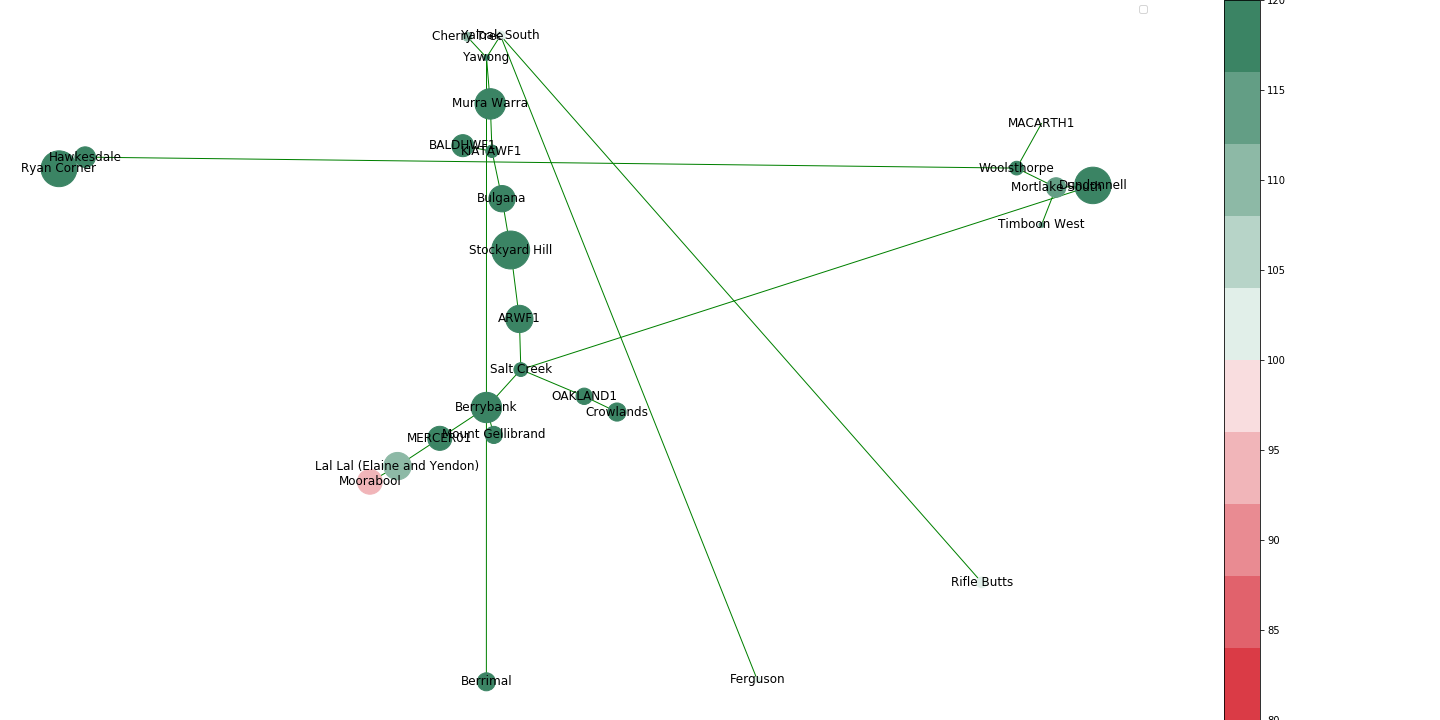 120
Cherry Tree
Yaloak South
Yawong
115
Murra Warra
MACARTH1
BALDHWF1
KIATAWF1
Hawkesdale
Ryan Corner
Woolsthorpe
110
Mortlake South
Dundonnell
Bulgana
Timboon West
Stockyard Hill
105
ARWF1
100
Salt Creek
OAKLAND1
Berrybank
Crowlands
MERCER01
Mount Gellibrand
95
Lal Lal (Elaine and Yendon)
Moorabool
90
Rifle Butts
85
Berrimal
Ferguson
80